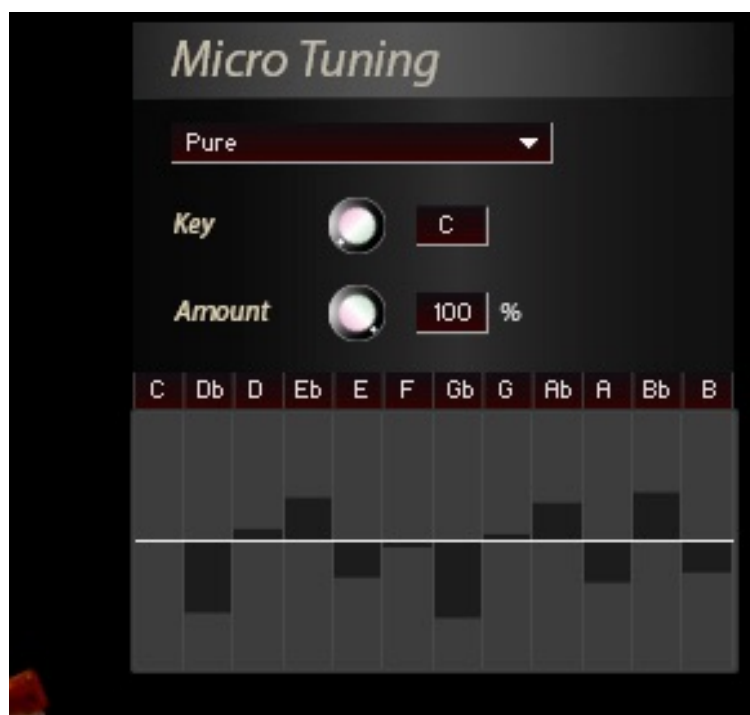 Micro Tuning
Pure
Key C
Amount 100 %
C Db D Eb E F Gb G Ab A Bb B